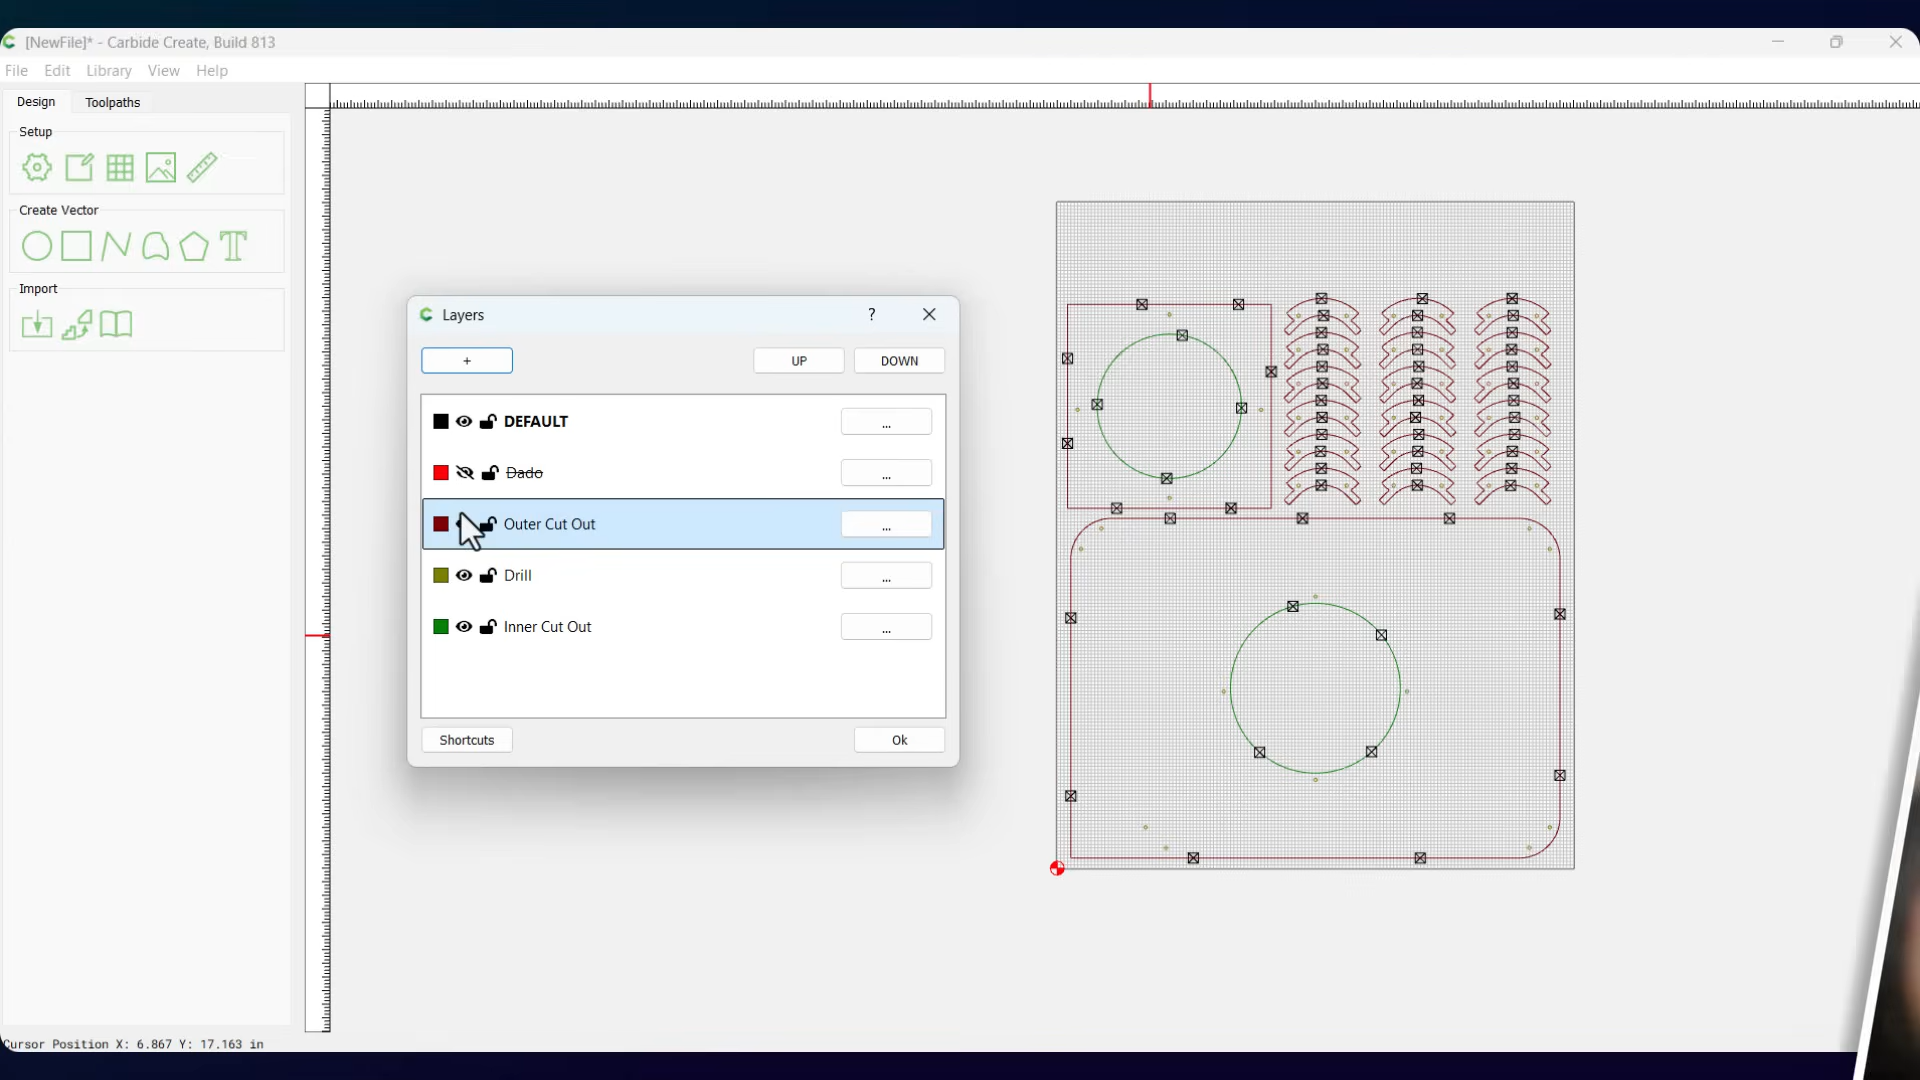 [NewFile]* - Carbide Create, Build 813
File Edit Library View Help
Design Toolpaths
Setup
Create Vector
T
Import
Layers ?
+ UP DOWN
DEFAULT ...
Dado ...
Outer Cut Out ...
Drill ...
Inner Cut Out ...
Shortcuts Ok
Cursor Position X: 6.867 Y: 17.163 in